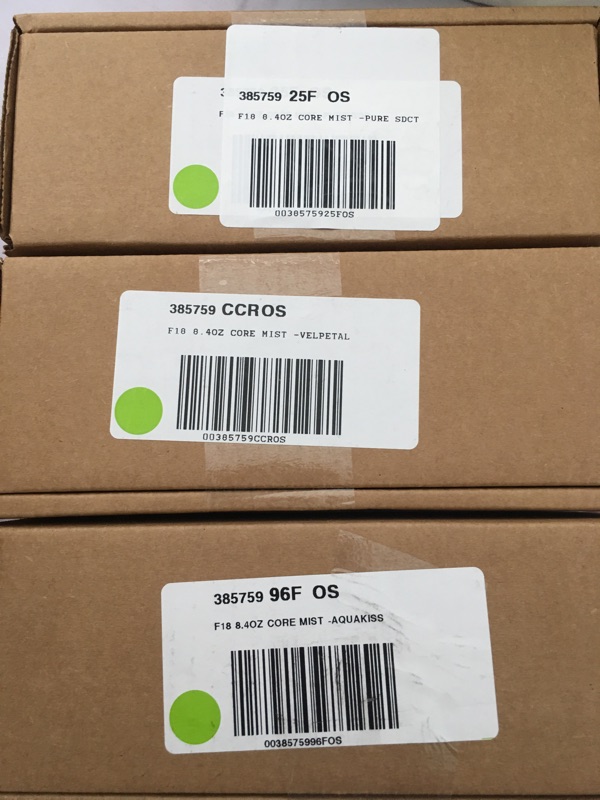 385759 25F OS
F18 8.4OZ CORE MIST -PURE SDCT
0038575925FOS
385759 CCROS
F18 8.4OZ CORE MIST -VELPETAL
00385759CCROS
385759 96F OS
F18 8.4OZ CORE MIST -AQUAKISS
0038575996FOS